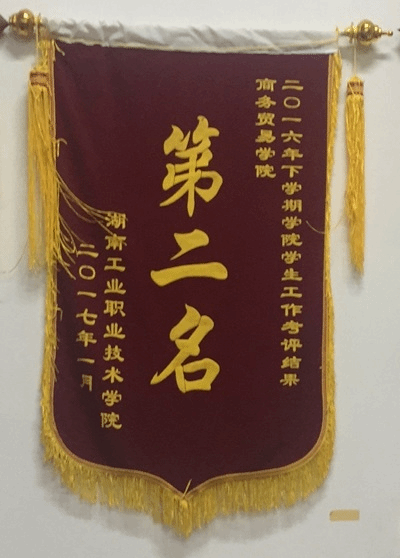 二〇一六年下学期学院学生工作考评结果
商务贸易学院
第二名
湖南工业职业技术学院
二〇一七年一月